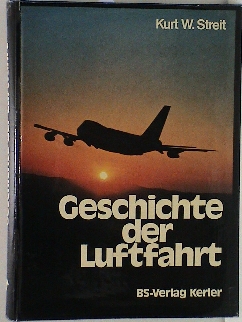 Kurt W. Streit
Geschichte
der
Luftfahrt
BS-Verlag Kerler